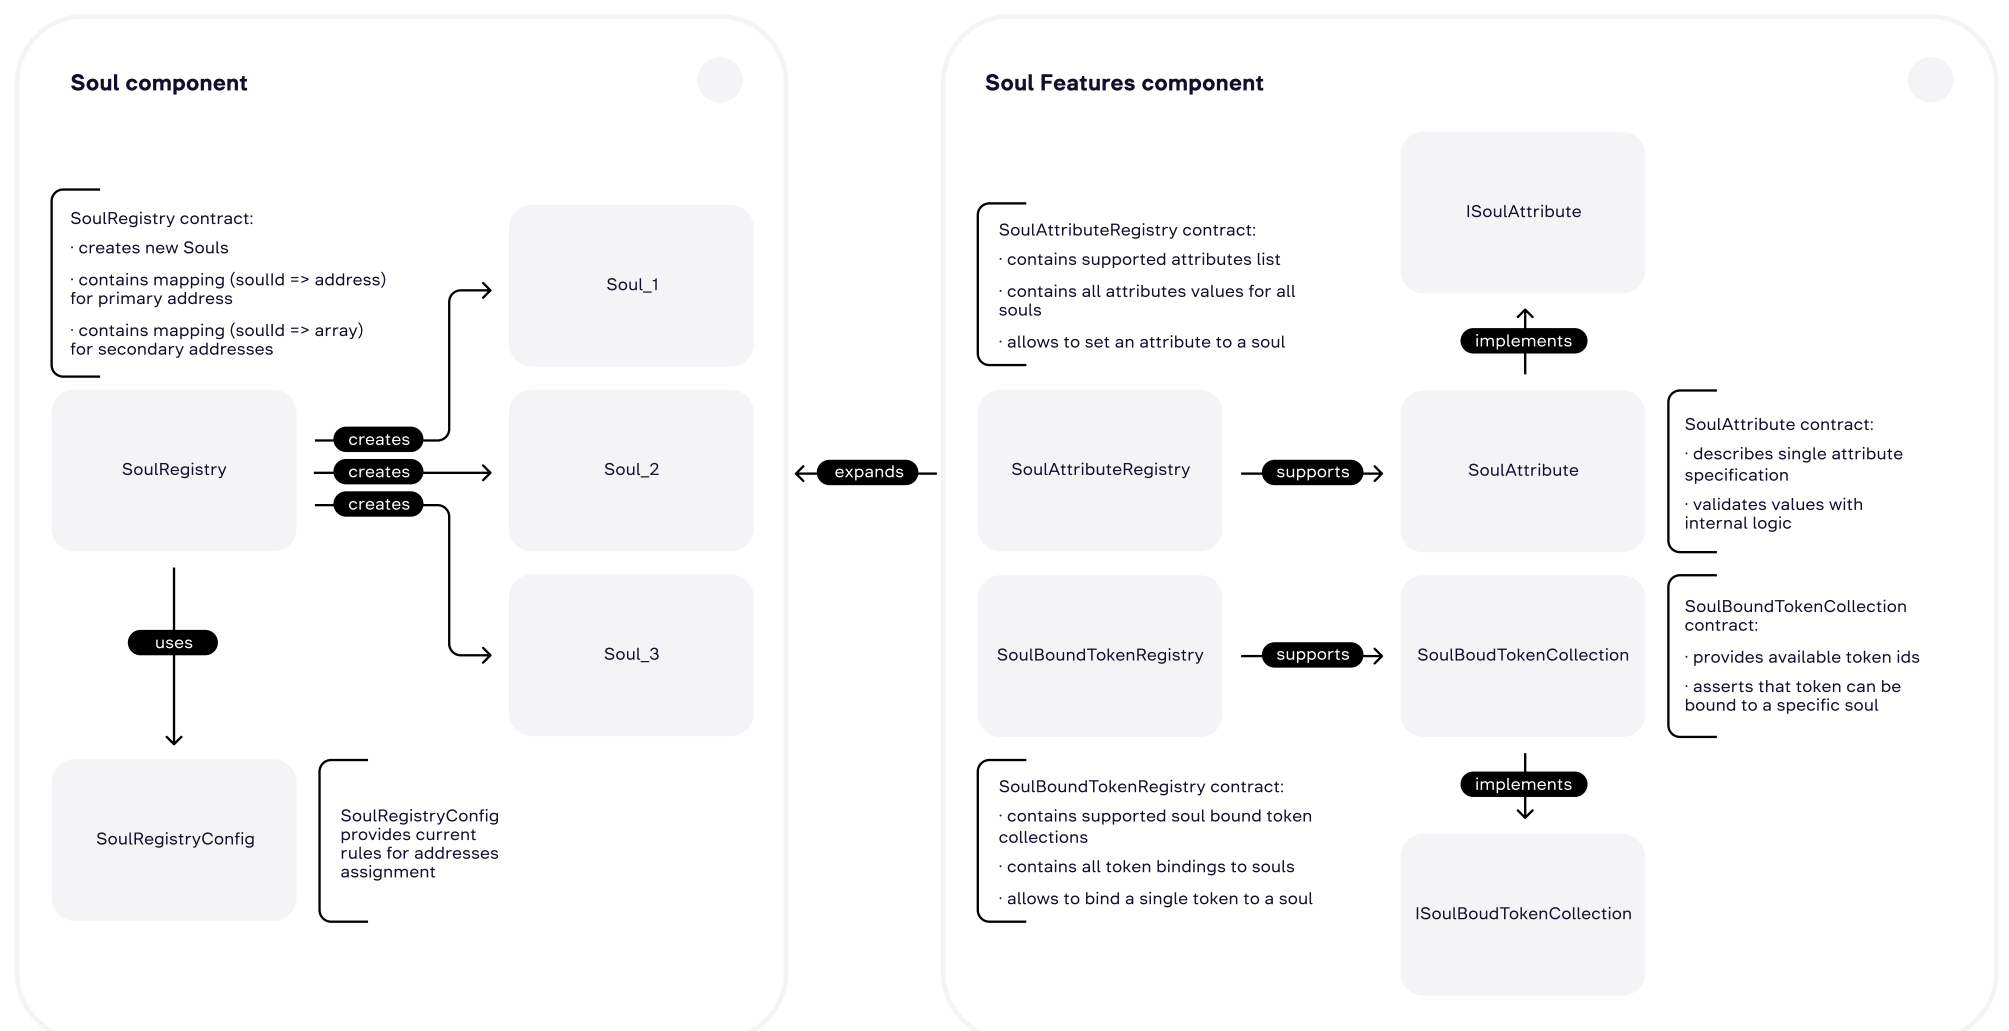 Soul component
SoulRegistry contract:
· creates new Souls
· contains mapping (soulId => address)
for primary address
· contains mapping (soulId => array)
for secondary addresses
Soul_1
SoulRegistry
creates
creates
creates
Soul_2
Soul_3
uses
SoulRegistryConfig
SoulRegistryConfig
provides current
rules for addresses
assignment
expands
Soul Features component
SoulAttributeRegistry contract:
· contains supported attributes list
· contains all attributes values for all
souls
· allows to set an attribute to a soul
ISoulAttribute
implements
SoulAttributeRegistry
supports
SoulAttribute
SoulAttribute contract:
· describes single attribute
specification
· validates values with
internal logic
SoulBoundTokenRegistry
supports
SoulBoudTokenCollection
SoulBoundTokenCollection
contract:
· provides available token ids
· asserts that token can be
bound to a specific soul
SoulBoundTokenRegistry contract:
· contains supported soul bound token
collections
· contains all token bindings to souls
· allows to bind a single token to a soul
implements
ISoulBoudTokenCollection